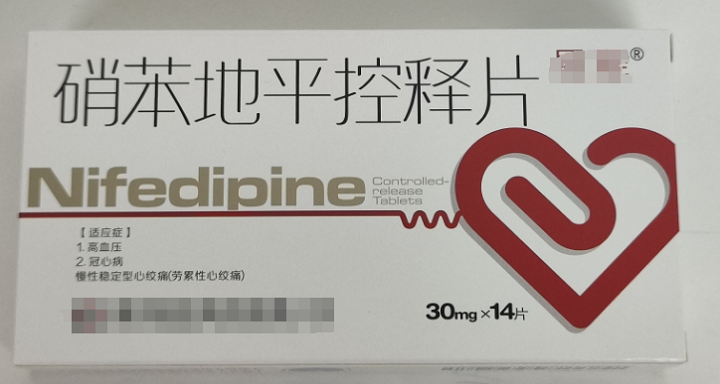 硝苯地平控释片
®
Nifedipine
Controlled-
release
Tablets
【适应症】
1.高血压
2.冠心病
慢性稳定型心绞痛(劳累性心绞痛)
30mg×14片